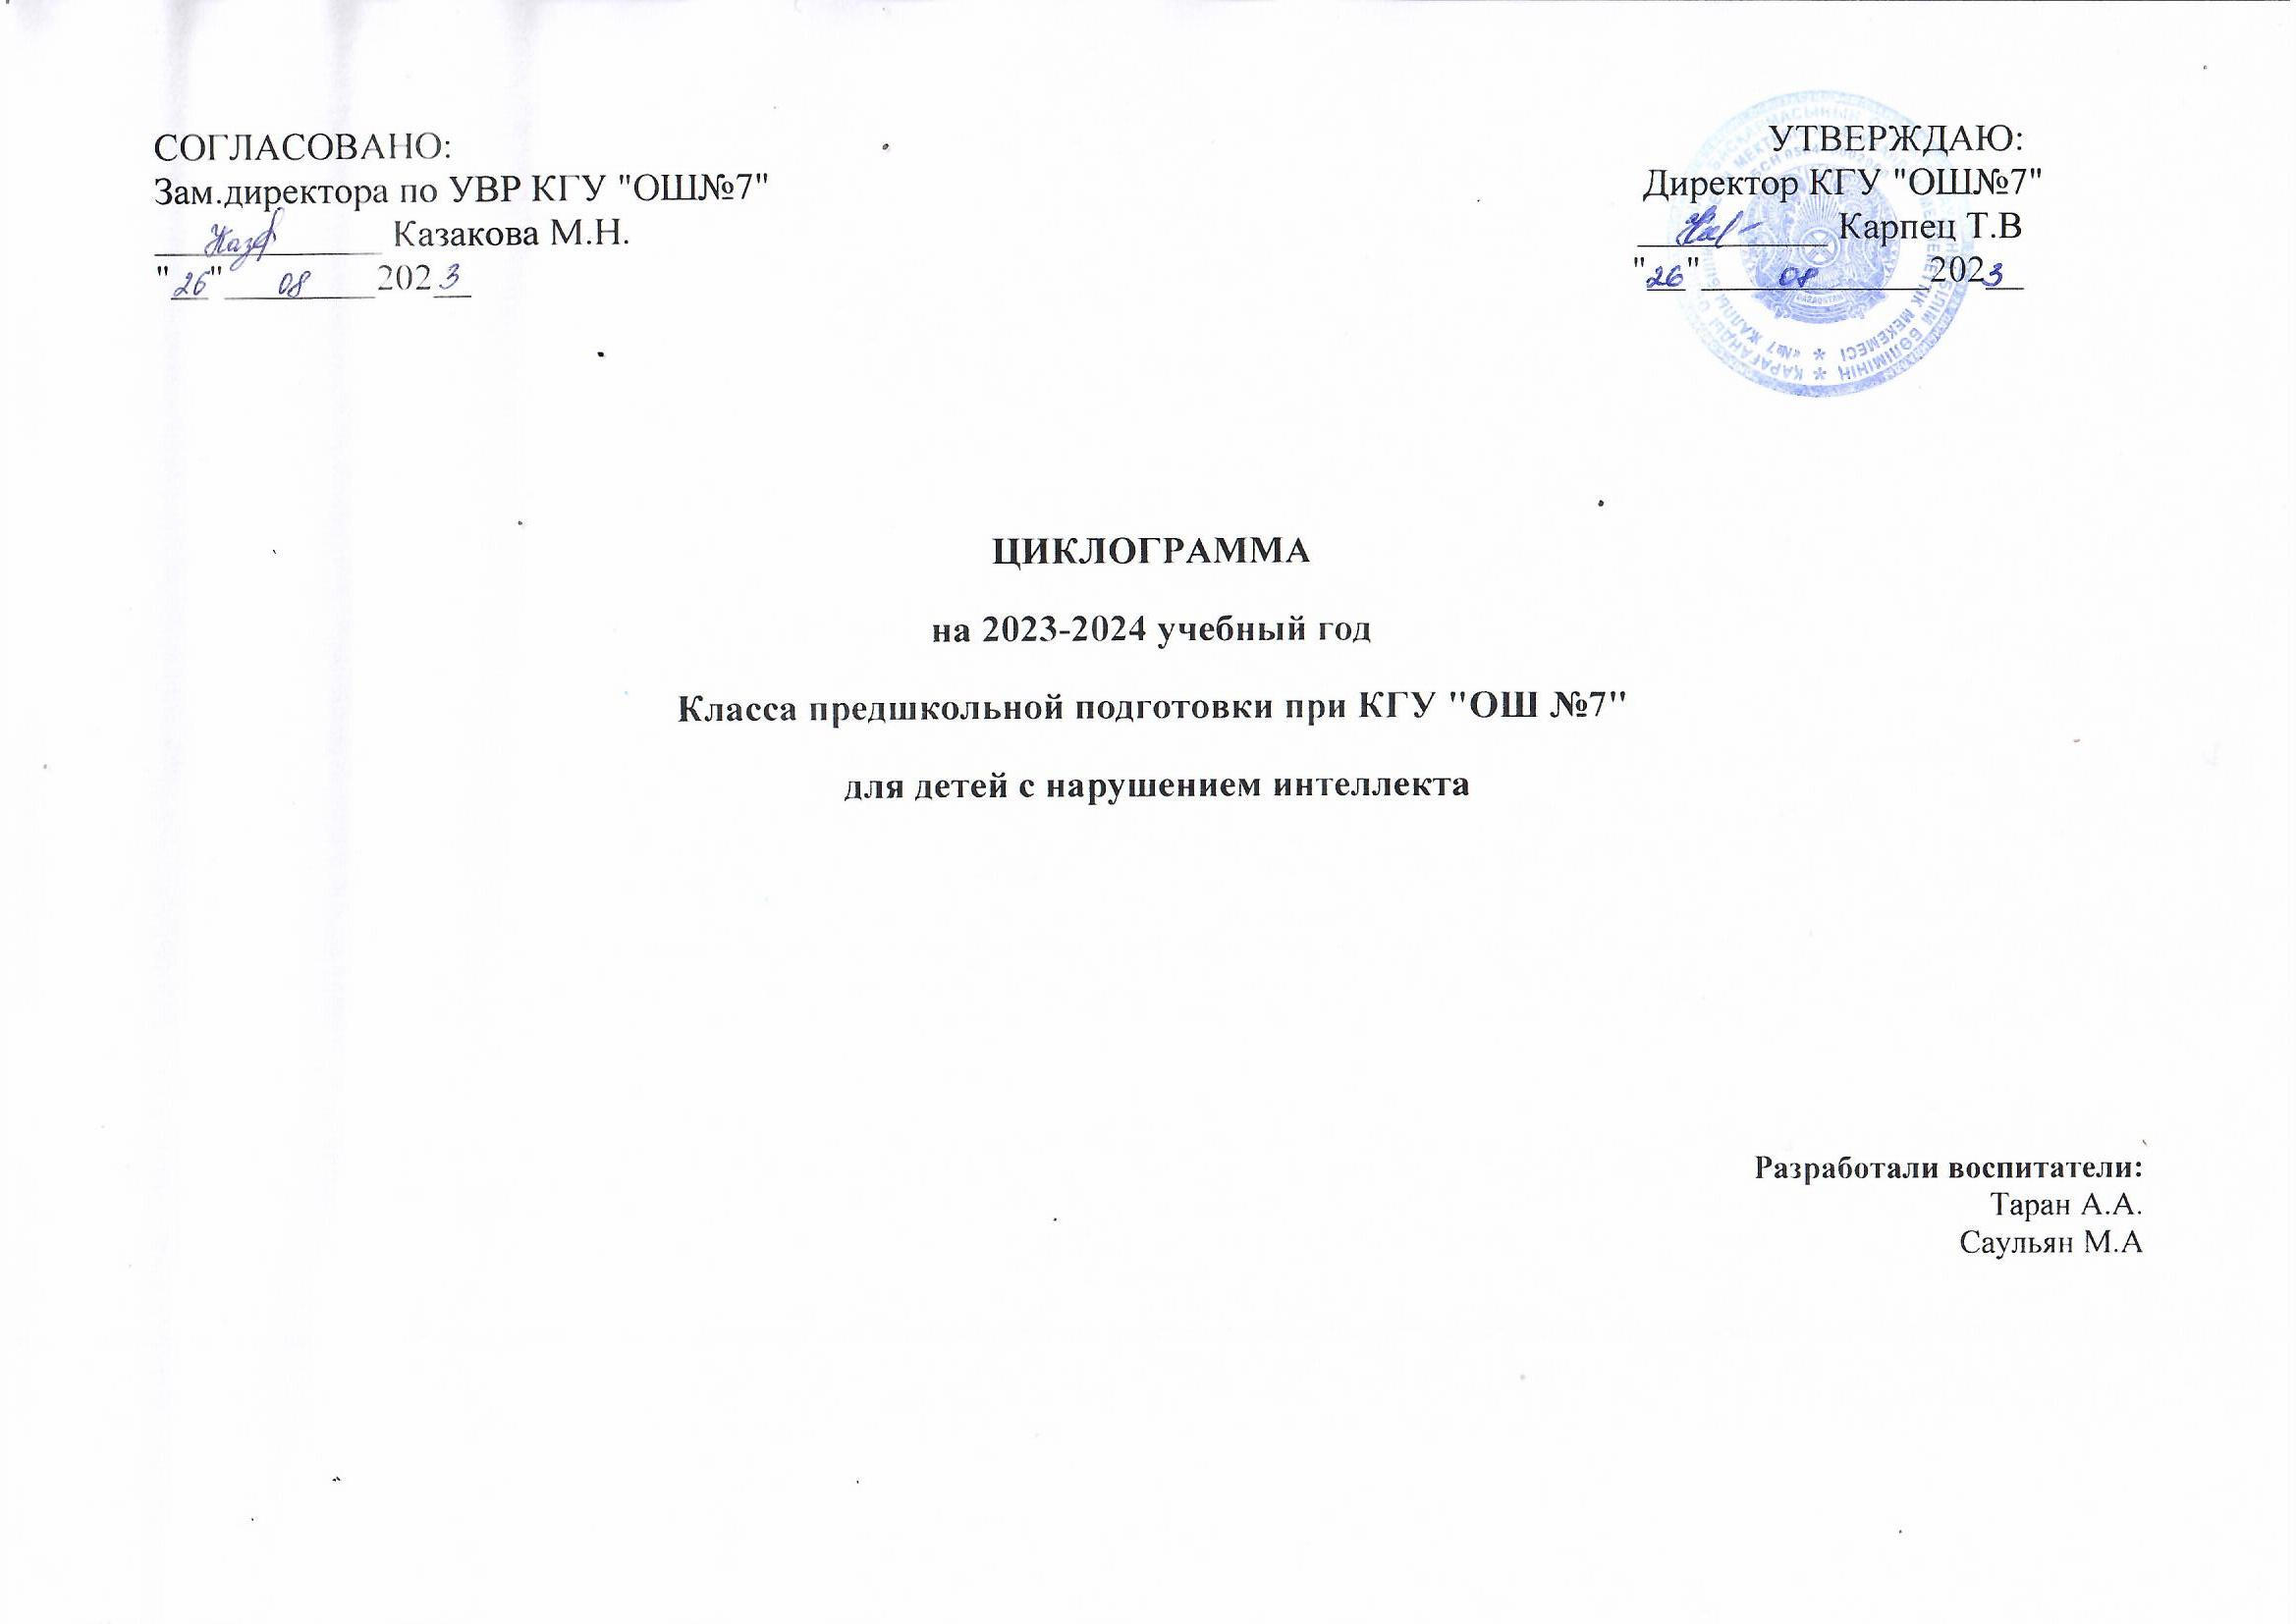 СОГЛАСОВАНО:
Зам.директора по УВР КГУ "ОШ№7"
Казакова М.Н.
"26" 08 2023
УТВЕРЖДАЮ:
Директор КГУ "ОШ№7"
Карпец Т.В
"26" 08 2023
ЦИКЛОГРАММА
на 2023-2024 учебный год
Класса предшкольной подготовки при КГУ "ОШ №7"
для детей с нарушением интеллекта
Разработали воспитатели:
Таран А.А.
Саульян М.А